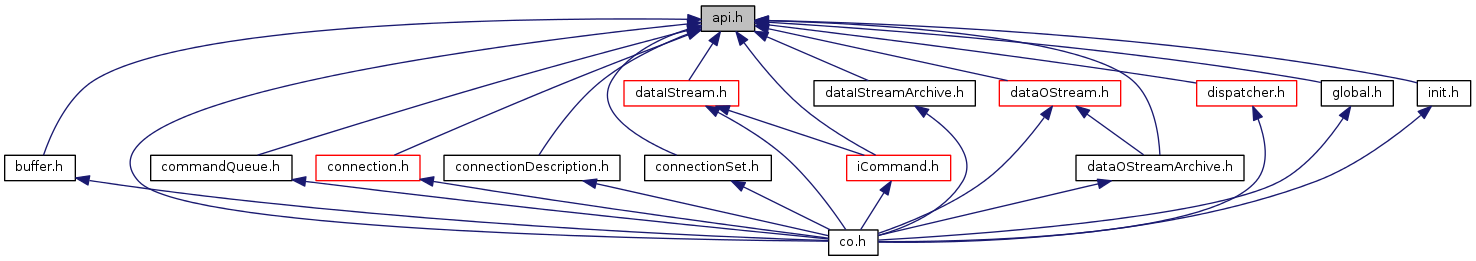 api.h
dataIStream.h
dataIStreamArchive.h
dataOStream.h
dispatcher.h
global.h
init.h
buffer.h
commandQueue.h
connection.h
connectionDescription.h
connectionSet.h
iCommand.h
dataOStreamArchive.h
co.h